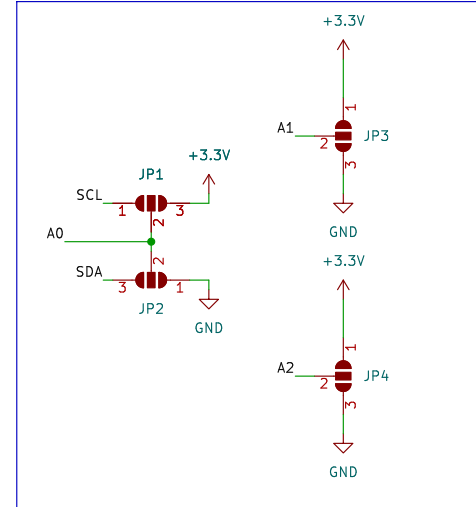 +3.3V
1
A1
2
JP3
3
GND
JP1
+3.3V
SCL
1
2
3
A0
SDA
2
3
1
JP2
GND
+3.3V
1
A2
2
JP4
3
GND